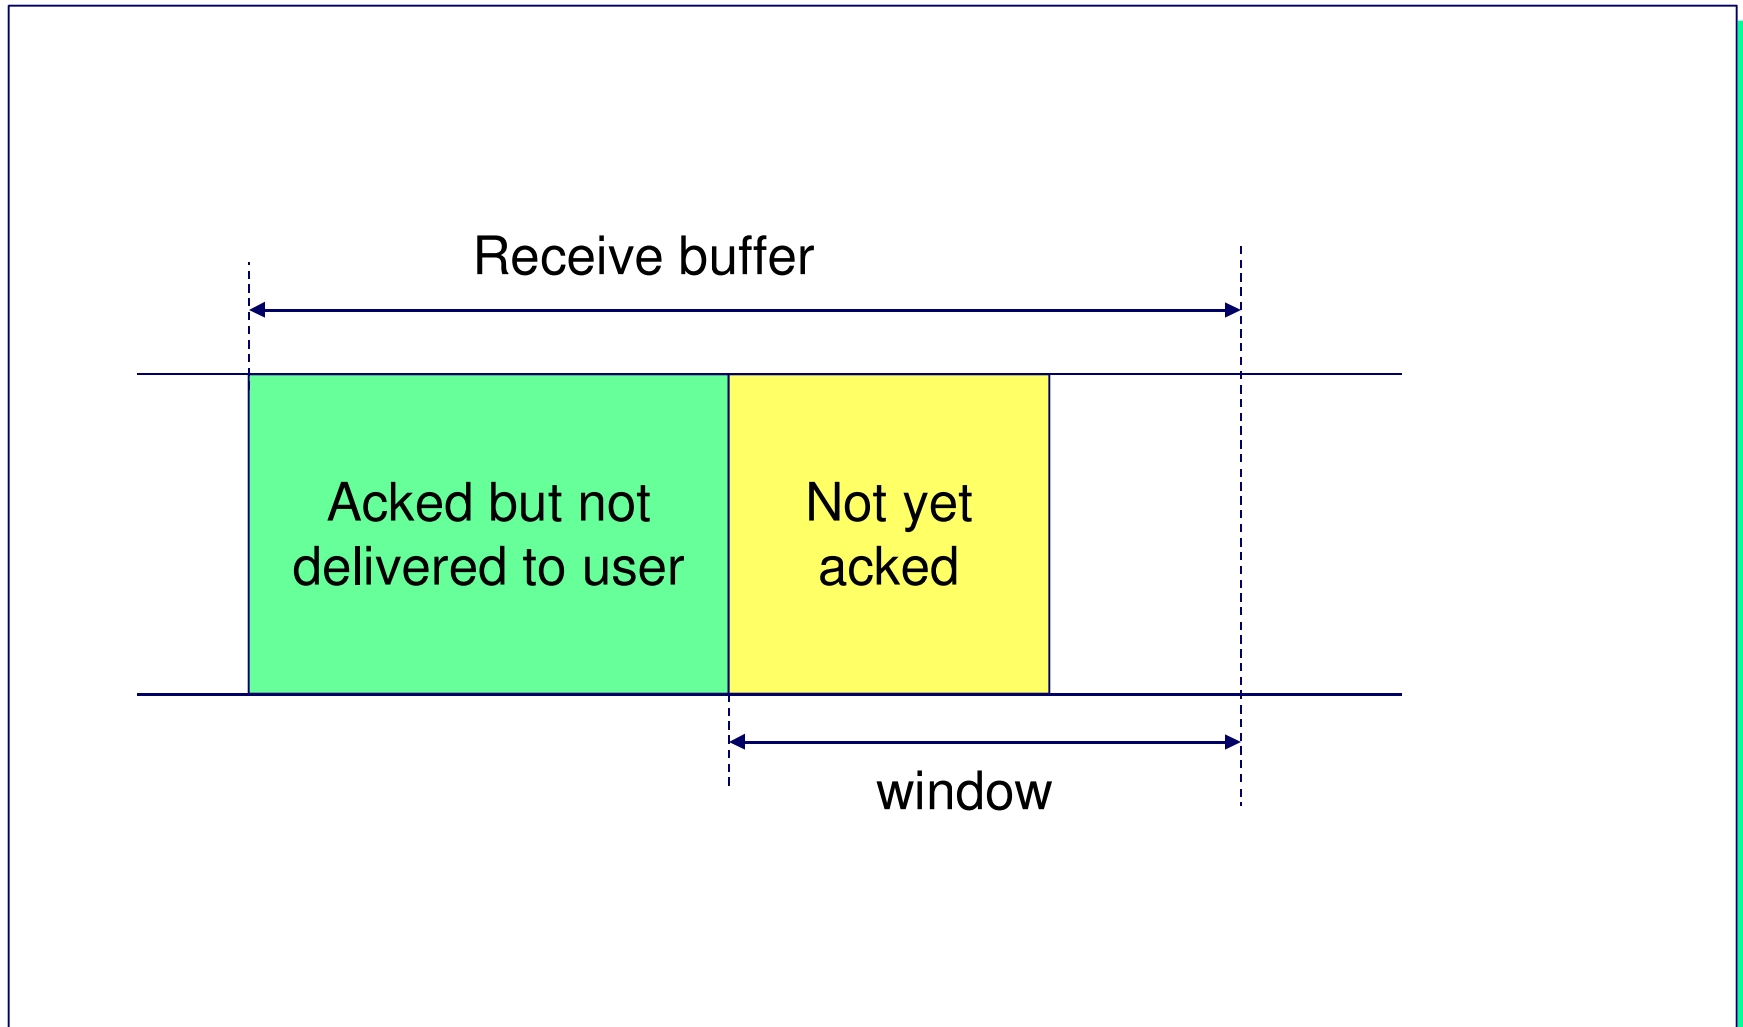 Receive buffer
Acked but not
delivered to user
Not yet
acked
window